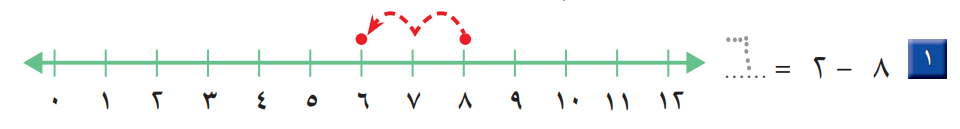 ١ ٨ – ٢ = ٦
٠ ١ ٢ ٣ ٤ ٥ ٦ ٧ ٨ ٩ ١٠ ١١ ١٢